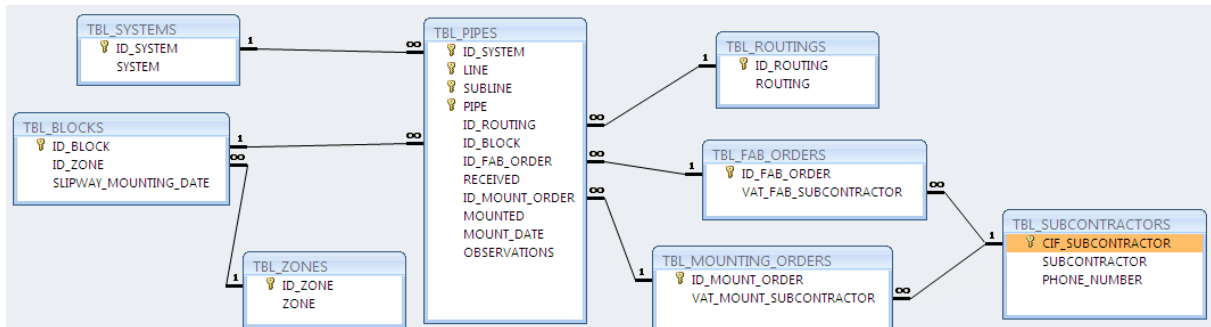 TBL_SYSTEMS
ID_SYSTEM
SYSTEM
1
∞
TBL_BLOCKS
ID_BLOCK
ID_ZONE
SLIPWAY_MOUNTING_DATE
1
∞
∞
TBL_ZONES
ID_ZONE
ZONE
1
TBL_PIPES
ID_SYSTEM
LINE
SUBLINE
PIPE
ID_ROUTING
ID_BLOCK
ID_FAB_ORDER
RECEIVED
ID_MOUNT_ORDER
MOUNTED
MOUNT_DATE
OBSERVATIONS
∞
∞
∞
1
1
1
TBL_ROUTINGS
ID_ROUTING
ROUTING
TBL_FAB_ORDERS
ID_FAB_ORDER
VAT_FAB_SUBCONTRACTOR
∞
TBL_MOUNTING_ORDERS
ID_MOUNT_ORDER
VAT_MOUNT_SUBCONTRACTOR
∞
1
TBL_SUBCONTRACTORS
CIF_SUBCONTRACTOR
SUBCONTRACTOR
PHONE_NUMBER